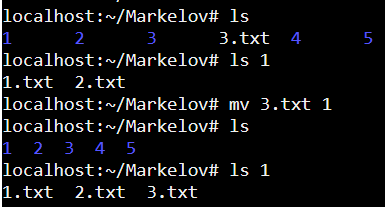 localhost:~/Markelov# ls
1 2 3 3.txt 4 5
localhost:~/Markelov# ls 1
1.txt 2.txt
localhost:~/Markelov# mv 3.txt 1
localhost:~/Markelov# ls
1 2 3 4 5
localhost:~/Markelov# ls 1
1.txt 2.txt 3.txt